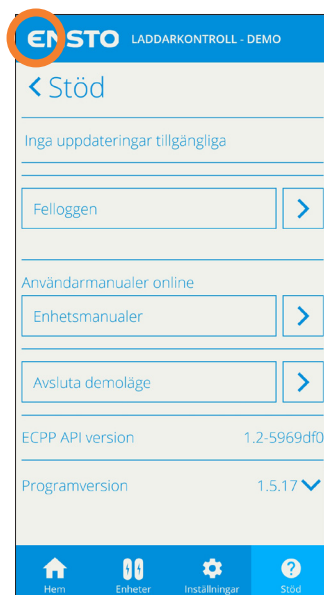 ENSTO LADDARKONTROLL - DEMO
Stöd
Inga uppdateringar tillgängliga
Felloggen
Användarmanualer online
Enhetsmanualer
Avsluta demoläge
ECPP API version 1.2-5969df0
Programversion 1.5.17
Hem Enheter Inställningar Stöd